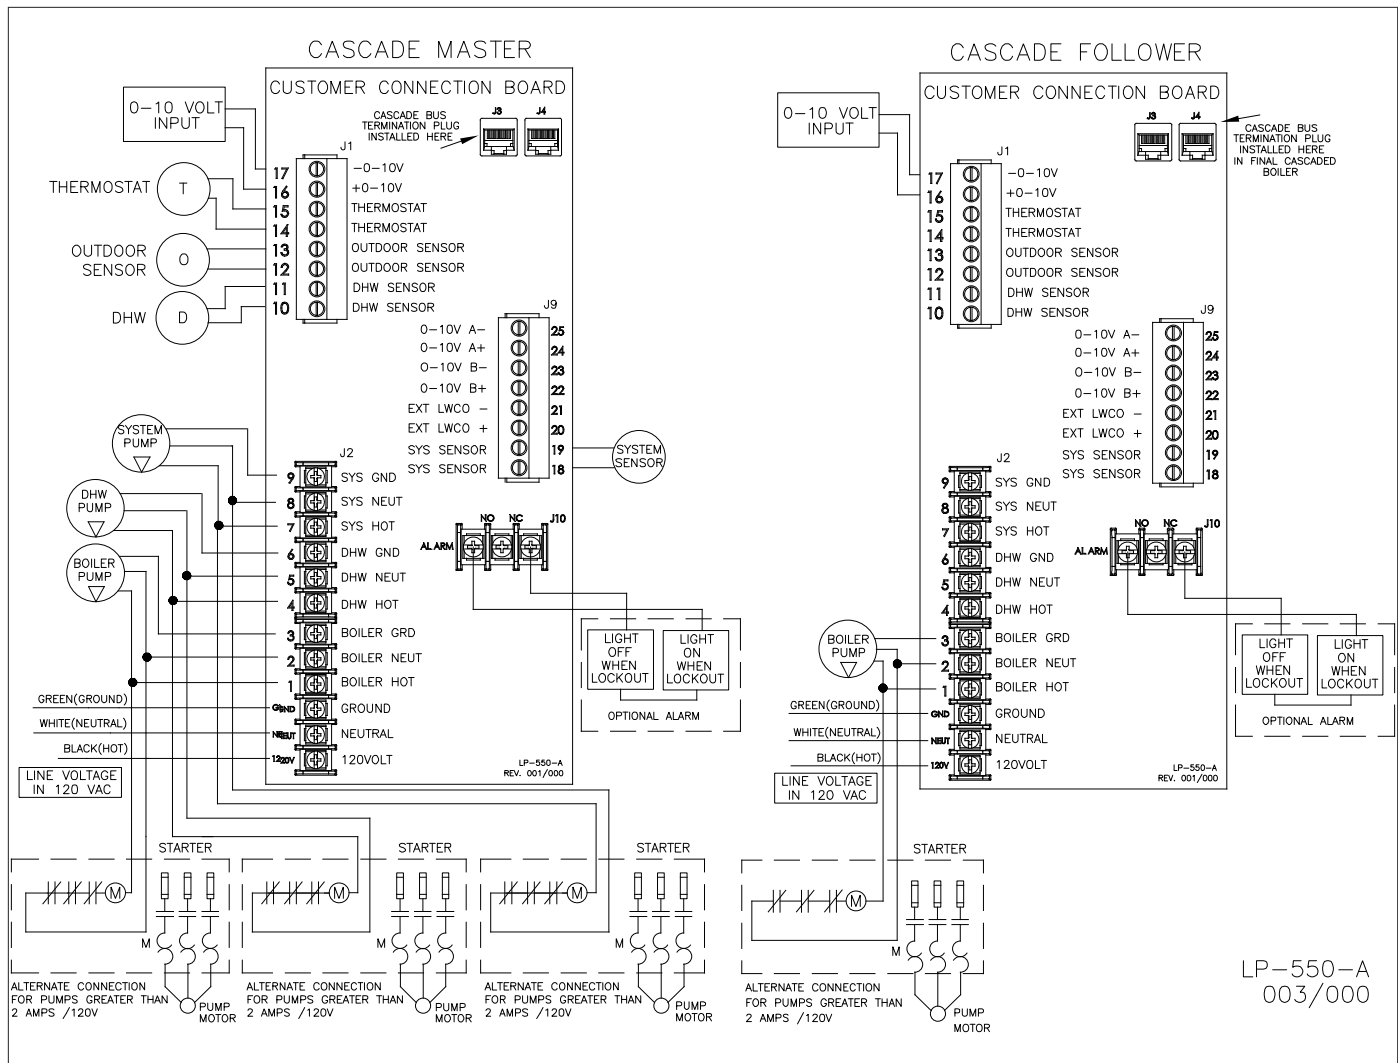 CASCADE MASTER
CUSTOMER CONNECTION BOARD
0-10 VOLT
INPUT
CASCADE BUS
TERMINATION PLUG
INSTALLED HERE
J3
J4
J1
17 -0-10V
16 +0-10V
THERMOSTAT
T
15 THERMOSTAT
14 THERMOSTAT
OUTDOOR
SENSOR
O
13 OUTDOOR SENSOR
12 OUTDOOR SENSOR
DHW
D
11 DHW SENSOR
10 DHW SENSOR
J9
0-10V A- 25
0-10V A+ 24
0-10V B- 23
0-10V B+ 22
EXT LWCO - 21
EXT LWCO + 20
SYS SENSOR 19
SYS SENSOR 18
SYSTEM
SENSOR
SYSTEM
PUMP
DHW
PUMP
BOILER
PUMP
J2
9 SYS GND
8 SYS NEUT
7 SYS HOT
6 DHW GND
5 DHW NEUT
4 DHW HOT
3 BOILER GRD
2 BOILER NEUT
1 BOILER HOT
GREEN(GROUND)
GND GROUND
WHITE(NEUTRAL)
NEUT NEUTRAL
BLACK(HOT)
120V 120VOLT
LINE VOLTAGE
IN 120 VAC
NO
NC
J10
ALARM
LIGHT
OFF
WHEN
LOCKOUT
LIGHT
ON
WHEN
LOCKOUT
OPTIONAL ALARM
LP-550-A
REV. 001/000
STARTER
M
M
ALTERNATE CONNECTION
FOR PUMPS GREATER THAN
2 AMPS /120V
PUMP
MOTOR
STARTER
M
M
ALTERNATE CONNECTION
FOR PUMPS GREATER THAN
2 AMPS /120V
PUMP
MOTOR
STARTER
M
M
ALTERNATE CONNECTION
FOR PUMPS GREATER THAN
2 AMPS /120V
PUMP
MOTOR
CASCADE FOLLOWER
CUSTOMER CONNECTION BOARD
0-10 VOLT
INPUT
J3
J4
CASCADE BUS
TERMINATION PLUG
INSTALLED HERE
IN FINAL CASCADED
BOILER
J1
17 -0-10V
16 +0-10V
15 THERMOSTAT
14 THERMOSTAT
13 OUTDOOR SENSOR
12 OUTDOOR SENSOR
11 DHW SENSOR
10 DHW SENSOR
J9
0-10V A- 25
0-10V A+ 24
0-10V B- 23
0-10V B+ 22
EXT LWCO - 21
EXT LWCO + 20
SYS SENSOR 19
SYS SENSOR 18
J2
9 SYS GND
8 SYS NEUT
7 SYS HOT
6 DHW GND
5 DHW NEUT
4 DHW HOT
BOILER
PUMP
3 BOILER GRD
2 BOILER NEUT
1 BOILER HOT
GREEN(GROUND)
GND GROUND
WHITE(NEUTRAL)
NEUT NEUTRAL
BLACK(HOT)
120V 120VOLT
LINE VOLTAGE
IN 120 VAC
NO
NC
J10
ALARM
LIGHT
OFF
WHEN
LOCKOUT
LIGHT
ON
WHEN
LOCKOUT
OPTIONAL ALARM
LP-550-A
REV. 001/000
STARTER
M
M
ALTERNATE CONNECTION
FOR PUMPS GREATER THAN
2 AMPS /120V
PUMP
MOTOR
LP-550-A
003/000